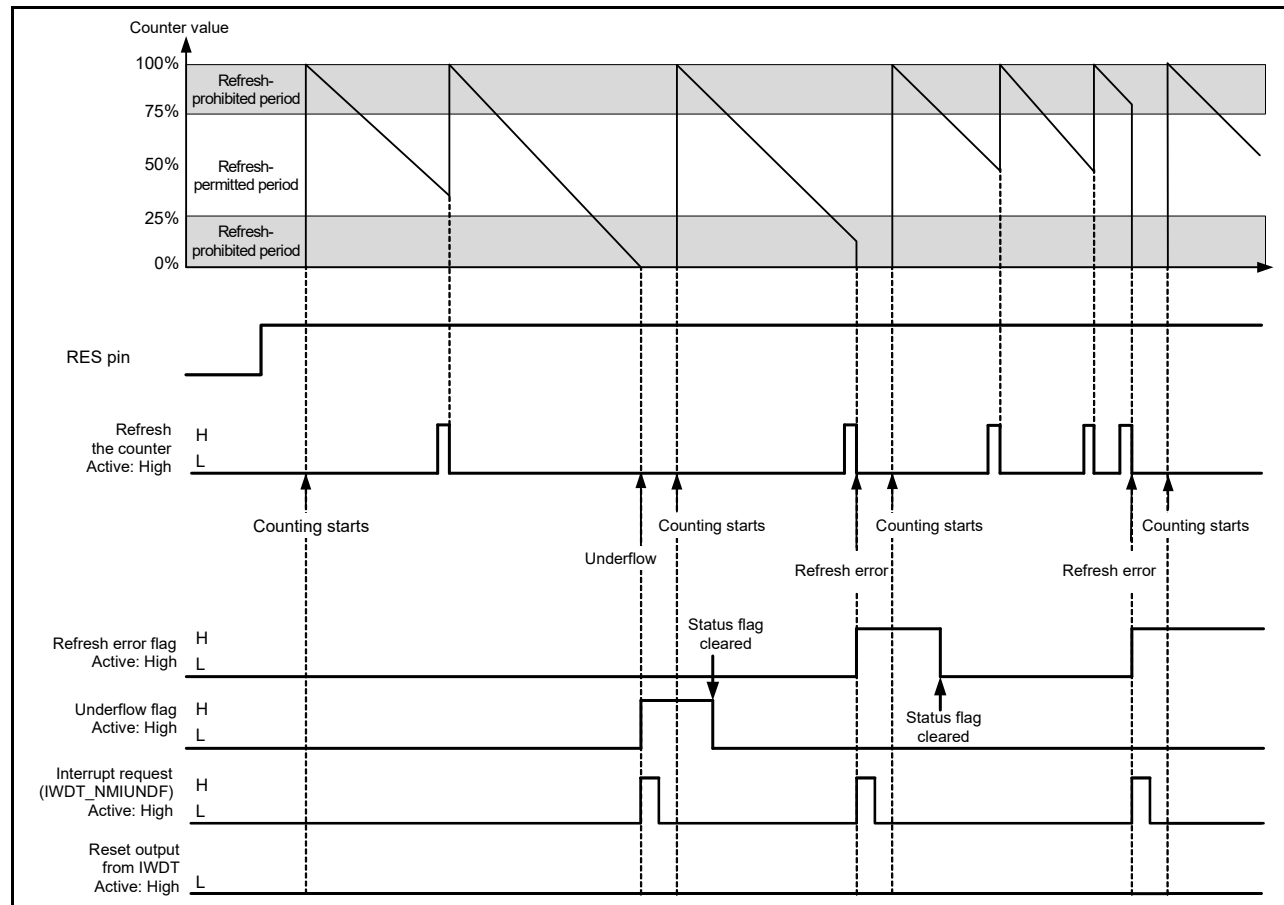 Counter value
100%
Refresh-
prohibited period
75%
50%
Refresh-
permitted period
25%
Refresh-
prohibited period
0%
RES pin
Refresh
the counter
Active: High
H
L
Counting starts
Counting starts
Counting starts
Counting starts
Underflow
Refresh error
Refresh error
Refresh error flag
Active: High
H
L
Status flag
cleared
Status flag
cleared
Underflow flag
Active: High
H
L
Interrupt request
(IWDT_NMIUNDF)
Active: High
H
L
Reset output
from IWDT
Active: High
L